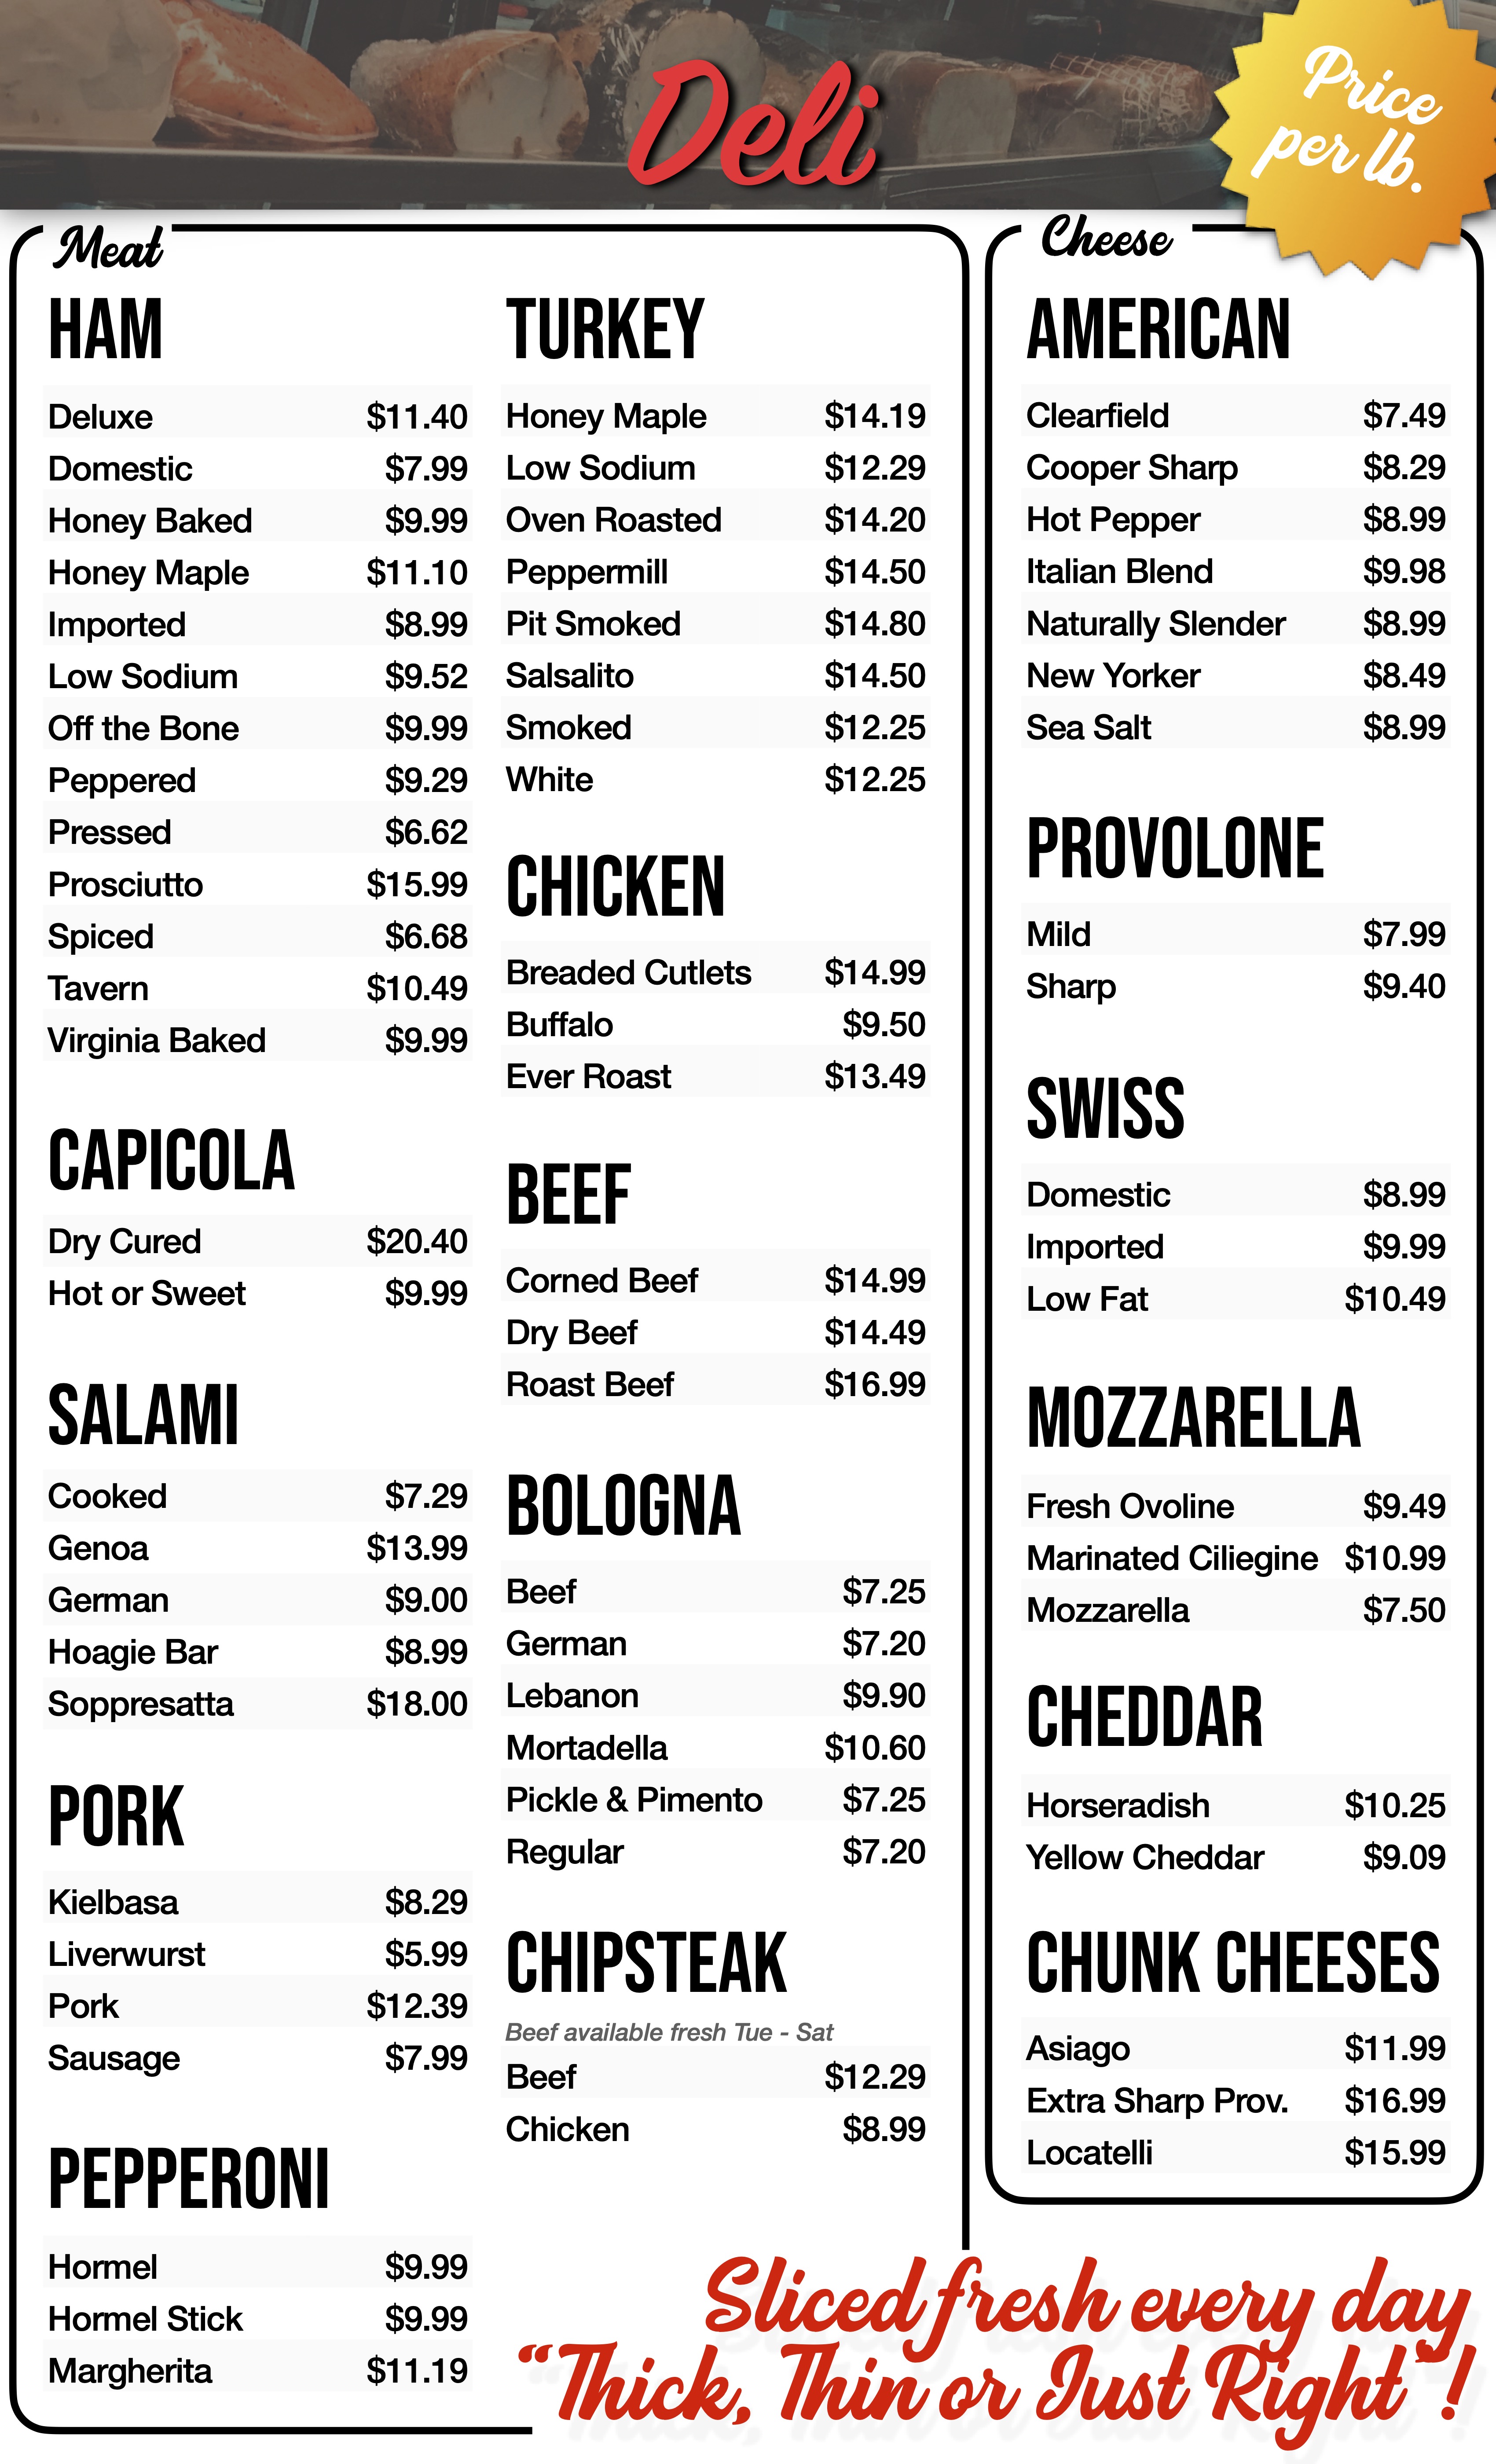 Deli
Price
per lb.
Meat
HAM
Deluxe $11.40
Domestic $7.99
Honey Baked $9.99
Honey Maple $11.10
Imported $8.99
Low Sodium $9.52
Off the Bone $9.99
Peppered $9.29
Pressed $6.62
Prosciutto $15.99
Spiced $6.68
Tavern $10.49
Virginia Baked $9.99
CAPICOLA
Dry Cured $20.40
Hot or Sweet $9.99
SALAMI
Cooked $7.29
Genoa $13.99
German $9.00
Hoagie Bar $8.99
Soppresatta $18.00
PORK
Kielbasa $8.29
Liverwurst $5.99
Pork $12.39
Sausage $7.99
PEPPERONI
Hormel $9.99
Hormel Stick $9.99
Margherita $11.19
TURKEY
Honey Maple $14.19
Low Sodium $12.29
Oven Roasted $14.20
Peppermill $14.50
Pit Smoked $14.80
Salsalito $14.50
Smoked $12.25
White $12.25
CHICKEN
Breaded Cutlets $14.99
Buffalo $9.50
Ever Roast $13.49
BEEF
Corned Beef $14.99
Dry Beef $14.49
Roast Beef $16.99
BOLOGNA
Beef $7.25
German $7.20
Lebanon $9.90
Mortadella $10.60
Pickle & Pimento $7.25
Regular $7.20
CHIPSTEAK
Beef available fresh Tue - Sat
Beef $12.29
Chicken $8.99
Cheese
AMERICAN
Clearfield $7.49
Cooper Sharp $8.29
Hot Pepper $8.99
Italian Blend $9.98
Naturally Slender $8.99
New Yorker $8.49
Sea Salt $8.99
PROVOLONE
Mild $7.99
Sharp $9.40
SWISS
Domestic $8.99
Imported $9.99
Low Fat $10.49
MOZZARELLA
Fresh Ovoline $9.49
Marinated Ciliegine $10.99
Mozzarella $7.50
CHEDDAR
Horseradish $10.25
Yellow Cheddar $9.09
CHUNK CHEESES
Asiago $11.99
Extra Sharp Prov. $16.99
Locatelli $15.99
Sliced fresh every day
“Thick, Thin or Just Right”!